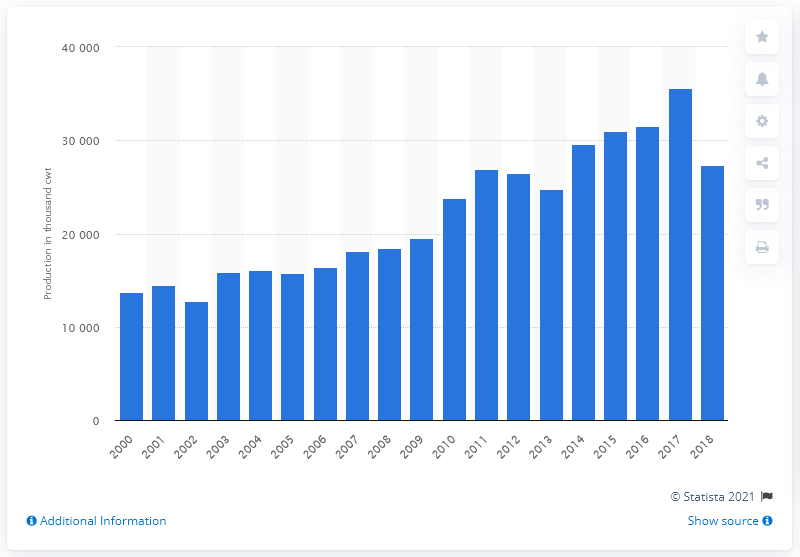 40 000
30 000
20 000
10 000
0
Production in thousand cwt
2000 2001 2002 2003 2004 2005 2006 2007 2008 2009 2010 2011 2012 2013 2014 2015 2016 2017 2018
© Statista 2021
Additional Information
Show source